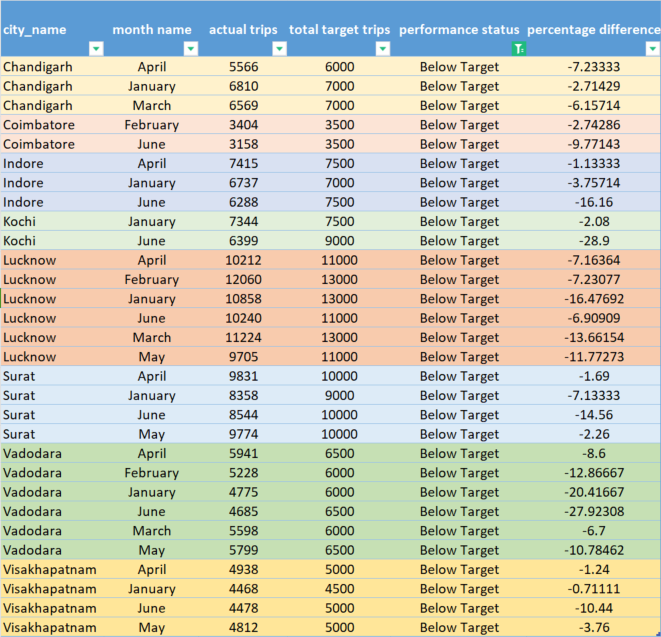 city_name month name actual trips total target trips performance status percentage difference
Chandigarh April 5566 6000 Below Target -7.23333
Chandigarh January 6810 7000 Below Target -2.71429
Chandigarh March 6569 7000 Below Target -6.15714
Coimbatore February 3404 3500 Below Target -2.74286
Coimbatore June 3158 3500 Below Target -9.77143
Indore April 7415 7500 Below Target -1.13333
Indore January 6737 7000 Below Target -3.75714
Indore June 6288 7500 Below Target -16.16
Kochi January 7344 7500 Below Target -2.08
Kochi June 6399 9000 Below Target -28.9
Lucknow April 10212 11000 Below Target -7.16364
Lucknow February 12060 13000 Below Target -7.23077
Lucknow January 10858 13000 Below Target -16.47692
Lucknow June 10240 11000 Below Target -6.90909
Lucknow March 11224 13000 Below Target -13.66154
Lucknow May 9705 11000 Below Target -11.77273
Surat April 9831 10000 Below Target -1.69
Surat January 8358 9000 Below Target -7.13333
Surat June 8544 10000 Below Target -14.56
Surat May 9774 10000 Below Target -2.26
Vadodara April 5941 6500 Below Target -8.6
Vadodara February 5228 6000 Below Target -12.86667
Vadodara January 4775 6000 Below Target -20.41667
Vadodara June 4685 6500 Below Target -27.92308
Vadodara March 5598 6000 Below Target -6.7
Vadodara May 5799 6500 Below Target -10.78462
Visakhapatnam April 4938 5000 Below Target -1.24
Visakhapatnam January 4468 4500 Below Target -0.71111
Visakhapatnam June 4478 5000 Below Target -10.44
Visakhapatnam May 4812 5000 Below Target -3.76